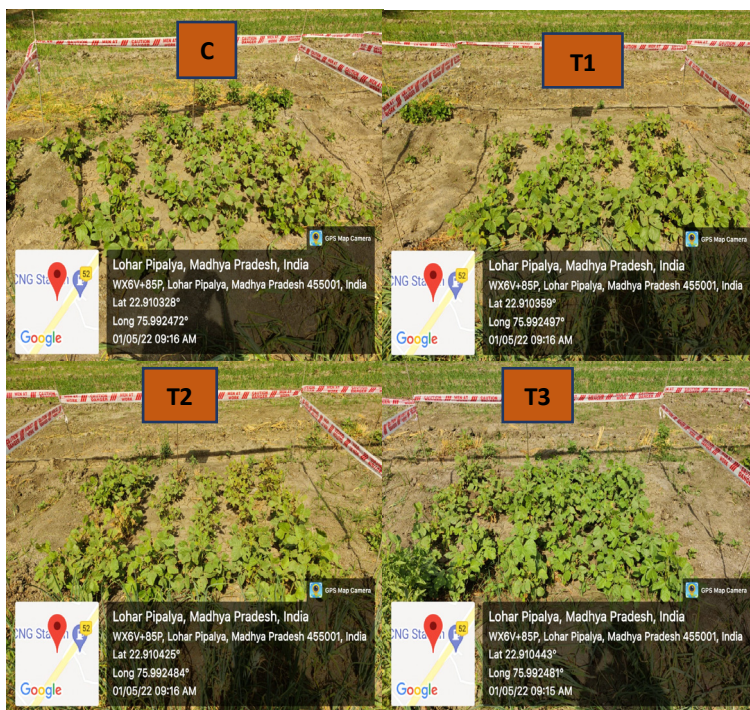 C
GPS Map Camera
CNG Sta
52
Google
Lohar Pipalya, Madhya Pradesh, India
WX6V+85P, Lohar Pipalya, Madhya Pradesh 455001, India
Lat 22.910328°
Long 75.992472°
01/05/22 09:16 AM
T1
GPS Map Camera
CNG Sta
52
Google
Lohar Pipalya, Madhya Pradesh, India
WX6V+85P, Lohar Pipalya, Madhya Pradesh 455001, India
Lat 22.910359°
Long 75.992497°
01/05/22 09:16 AM
T2
GPS Map Camera
CNG Sta
52
Google
Lohar Pipalya, Madhya Pradesh, India
WX6V+85P, Lohar Pipalya, Madhya Pradesh 455001, India
Lat 22.910425°
Long 75.992484°
01/05/22 09:16 AM
T3
GPS Map Camera
CNG Sta
52
Google
Lohar Pipalya, Madhya Pradesh, India
WX6V+85P, Lohar Pipalya, Madhya Pradesh 455001, India
Lat 22.910443°
Long 75.992481°
01/05/22 09:15 AM